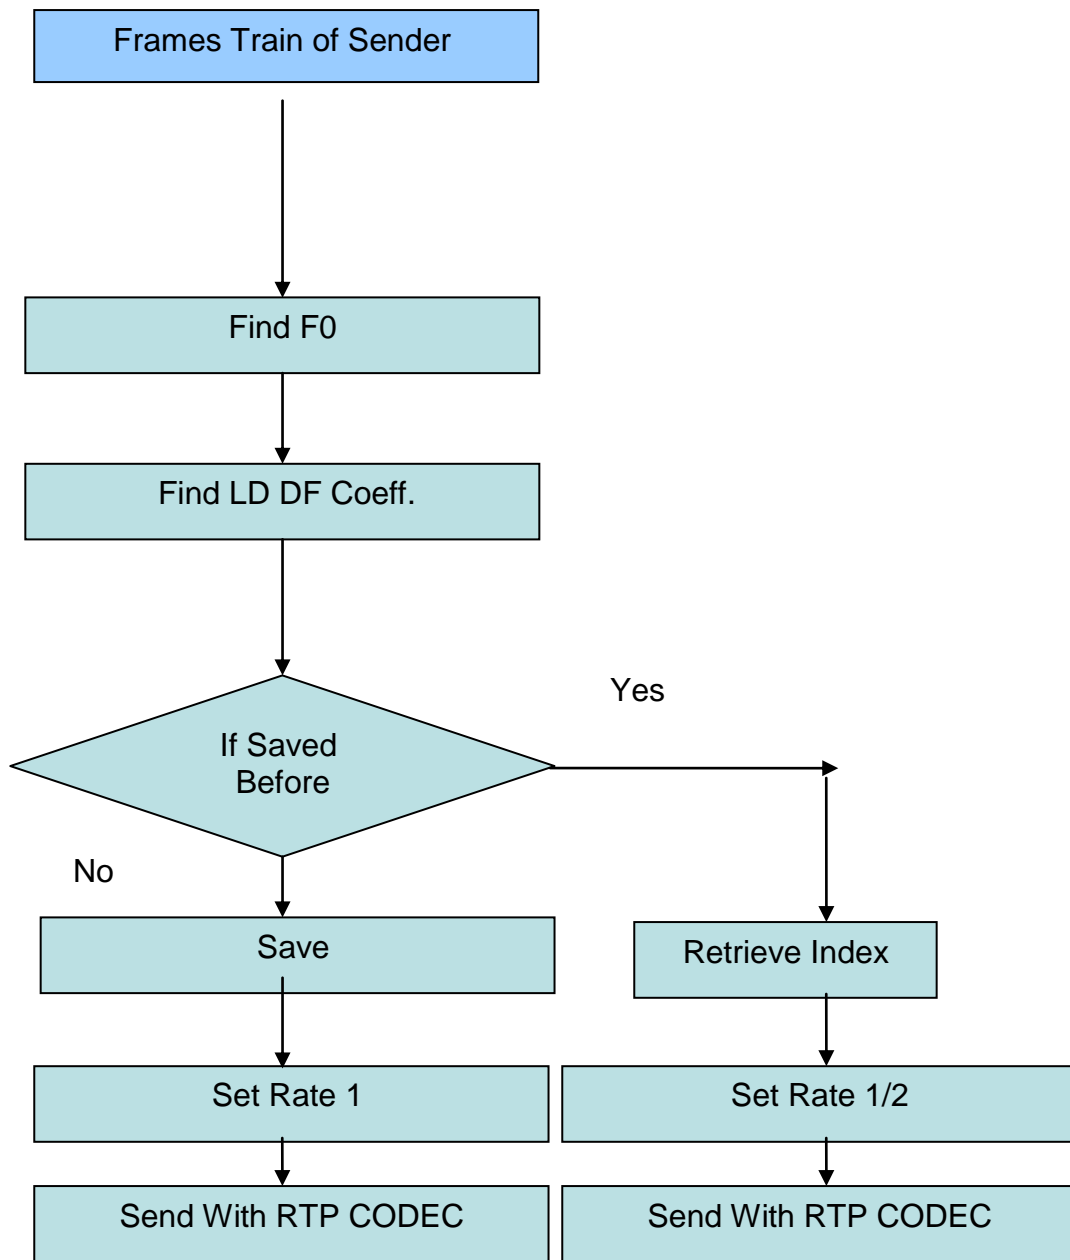 Frames Train of Sender
Find F0
Find LD DF Coeff.
Yes
If Saved
Before
No
Save
Retrieve Index
Set Rate 1
Set Rate 1/2
Send With RTP CODEC
Send With RTP CODEC